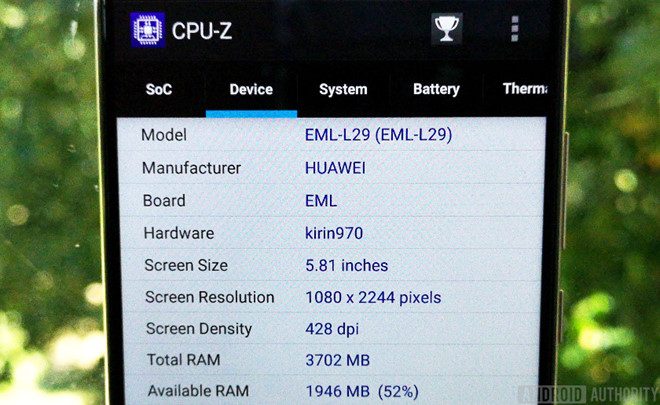 CPU-Z
SoC Device System Battery Therma
Model EML-L29 (EML-L29)
Manufacturer HUAWEI
Board EML
Hardware kirin970
Screen Size 5.81 inches
Screen Resolution 1080 x 2244 pixels
Screen Density 428 dpi
Total RAM 3702 MB
Available RAM 1946 MB (52%)
ANDROID AUTHORITY